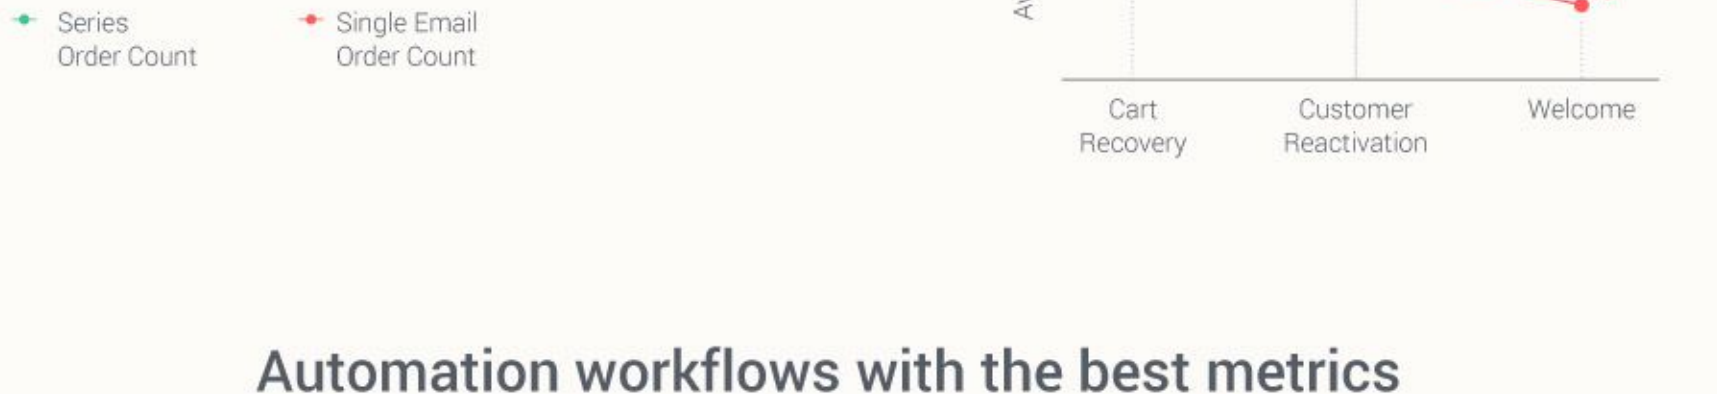 Series
Order Count
Single Email
Order Count
Cart
Recovery
Customer
Reactivation
Welcome
Automation workflows with the best metrics